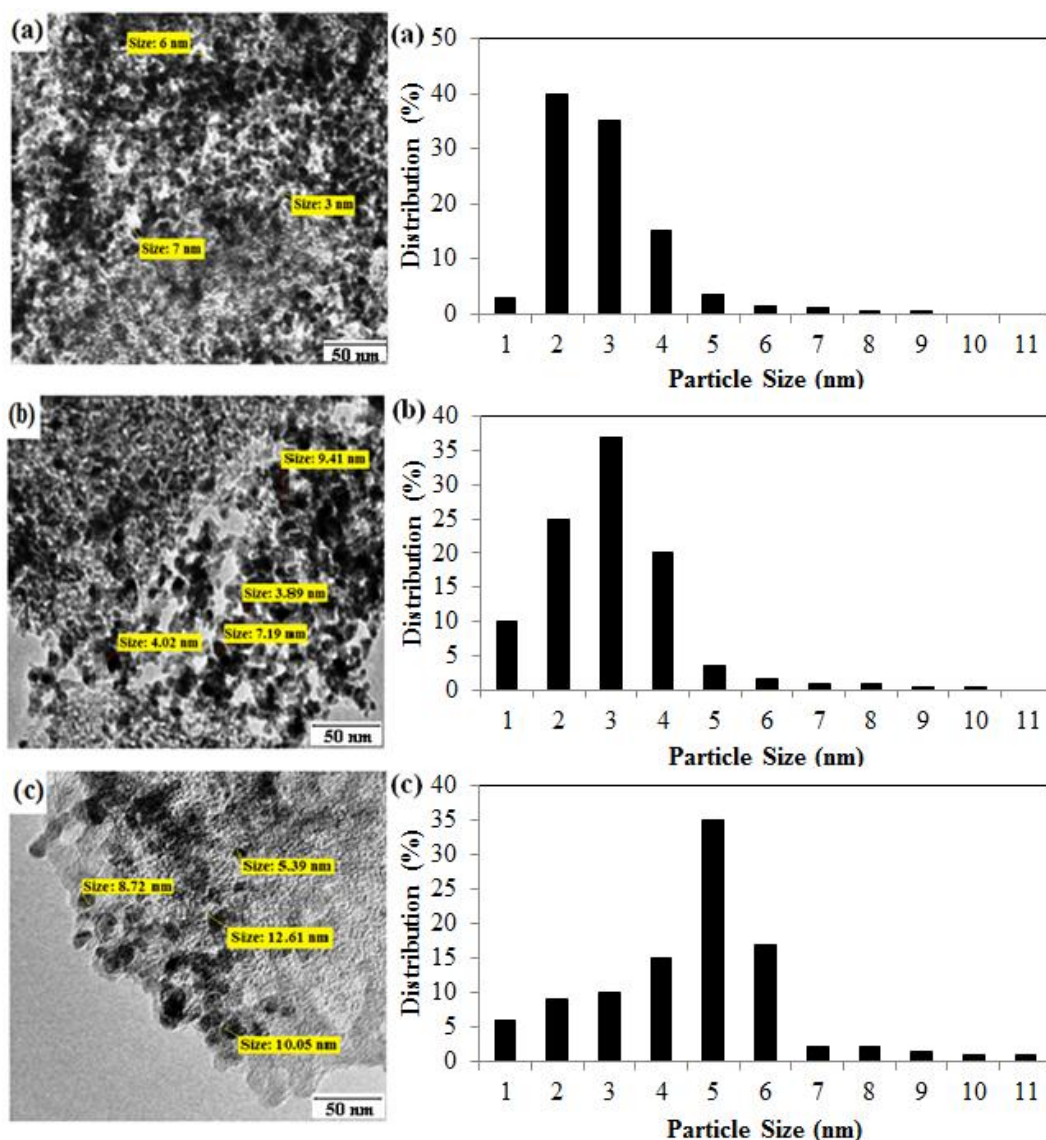 (a)
Size: 6 nm
Size: 3 nm
Size: 7 nm
50 nm
(a)
Distribution (%)
50
40
30
20
10
0
1 2 3 4 5 6 7 8 9 10 11
Particle Size (nm)
(b)
Size: 9.41 nm
Size: 3.89 nm
Size: 7.19 nm
Size: 4.02 nm
50 nm
(b)
Distribution (%)
40
35
30
25
20
15
10
5
0
1 2 3 4 5 6 7 8 9 10 11
Particle Size (nm)
(c)
Size: 5.39 nm
Size: 8.72 nm
Size: 12.61 nm
Size: 10.05 nm
50 nm
(c)
Distribution (%)
40
35
30
25
20
15
10
5
0
1 2 3 4 5 6 7 8 9 10 11
Particle Size (nm)